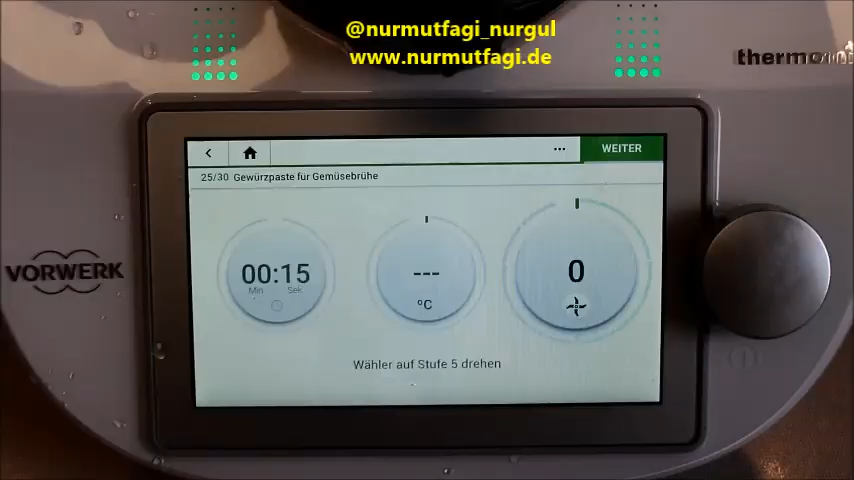 @nurmutfagi_nurgul
www.nurmutfagi.de
thermomix
WEITER
25/30 Gewürzpaste für Gemüsebrühe
00:15
Min Sek
---
°C
0
Wähler auf Stufe 5 drehen
VORWERK